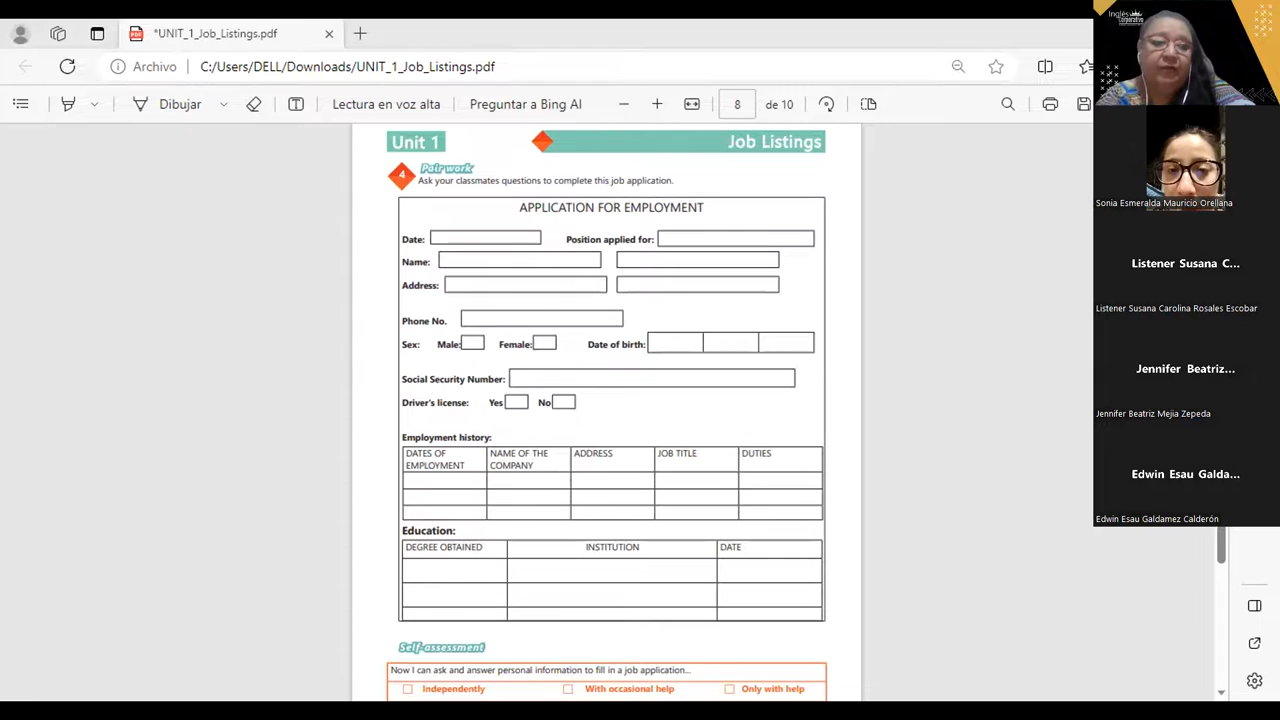 *UNIT_1_Job_Listings.pdf
Archivo
C:/Users/DELL/Downloads/UNIT_1_Job_Listings.pdf
Dibujar
Lectura en voz alta
Preguntar a Bing AI
8
de 10
Unit 1
Job Listings
4
Pair work
Ask your classmates questions to complete this job application.
APPLICATION FOR EMPLOYMENT
Date:
Position applied for:
Name:
Address:
Phone No.
Sex: Male: Female:
Date of birth:
Social Security Number:
Driver's license: Yes No
Employment history:
DATES OF EMPLOYMENT
NAME OF THE COMPANY
ADDRESS
JOB TITLE
DUTIES
Education:
DEGREE OBTAINED
INSTITUTION
DATE
Self-assessment
Now I can ask and answer personal information to fill in a job application...
Independently
With occasional help
Only with help
Inglés
Corporativo
Sonia Esmeralda Mauricio Orellana
Listener Susana C...
Listener Susana Carolina Rosales Escobar
Jennifer Beatriz...
Jennifer Beatriz Mejia Zepeda
Edwin Esau Galda...
Edwin Esau Galdamez Calderón